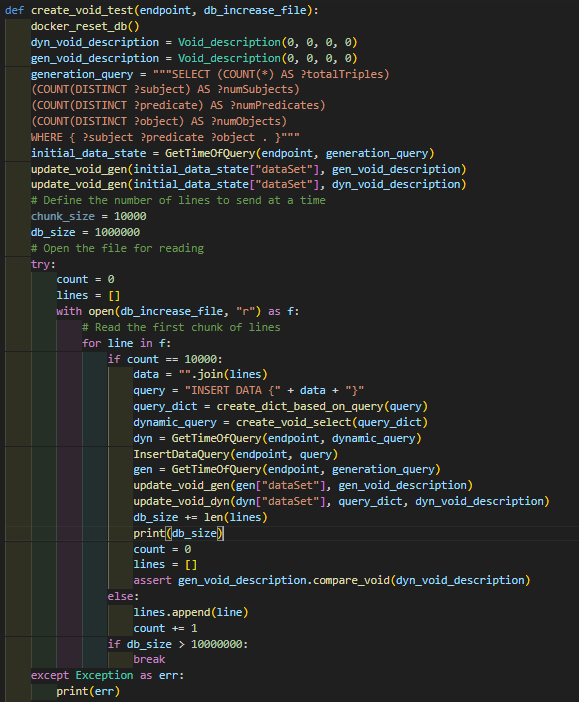 def create_void_test(endpoint, db_increase_file):
    docker_reset_db()
    dyn_void_description = Void_description(0, 0, 0, 0)
    gen_void_description = Void_description(0, 0, 0, 0)
    generation_query = """SELECT (COUNT(*) AS ?totalTriples)
    (COUNT(DISTINCT ?subject) AS ?numSubjects)
    (COUNT(DISTINCT ?predicate) AS ?numPredicates)
    (COUNT(DISTINCT ?object) AS ?numObjects)
    WHERE { ?subject ?predicate ?object . }"""
    initial_data_state = GetTimeOfQuery(endpoint, generation_query)
    update_void_gen(initial_data_state["dataSet"], gen_void_description)
    update_void_gen(initial_data_state["dataSet"], dyn_void_description)
    # Define the number of lines to send at a time
    chunk_size = 10000
    db_size = 1000000
    # Open the file for reading
    try:
        count = 0
        lines = []
        with open(db_increase_file, "r") as f:
            # Read the first chunk of lines
            for line in f:
                if count == 10000:
                    data = "".join(lines)
                    query = "INSERT DATA {" + data + "}"
                    query_dict = create_dict_based_on_query(query)
                    dynamic_query = create_void_select(query_dict)
                    dyn = GetTimeOfQuery(endpoint, dynamic_query)
                    InsertDataQuery(endpoint, query)
                    gen = GetTimeOfQuery(endpoint, generation_query)
                    update_void_gen(gen["dataSet"], gen_void_description)
                    update_void_dyn(dyn["dataSet"], query_dict, dyn_void_description)
                    db_size += len(lines)
                    print(db_size)
                    count = 0
                    lines = []
                    assert gen_void_description.compare_void(dyn_void_description)
                else:
                    lines.append(line)
                    count += 1
                if db_size > 10000000:
                    break
    except Exception as err:
        print(err)